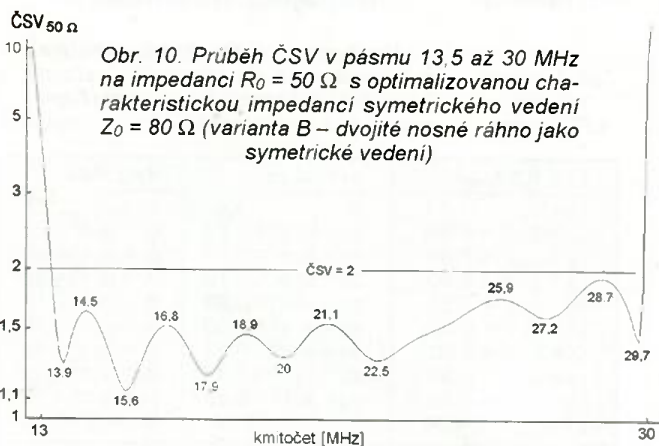 ČSV50 Ω
10
Obr. 10. Průběh ČSV v pásmu 13,5 až 30 MHz
na impedanci R0 = 50 Ω s optimalizovanou cha-
rakteristickou impedancí symetrického vedení
Z0 = 80 Ω (varianta B – dvojité nosné ráhno jako
symetrické vedení)
5
3
2
ČSV = 2
25,9
28.7
14.5
16,8
18,9
21,1
27,2
1,5
13.9
15,6
17,9
20
22,5
29,7
1,1
1
13
kmitočet [MHz]
30